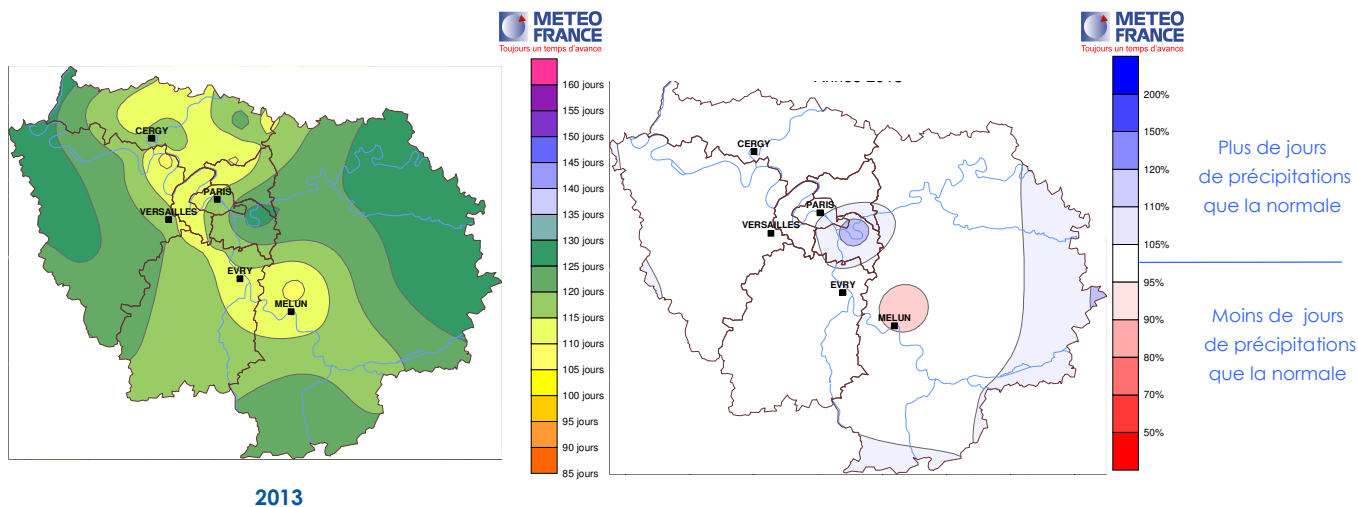 METEO
FRANCE
Toujours un temps d'avance
160 jours
155 jours
150 jours
145 jours
140 jours
135 jours
130 jours
125 jours
120 jours
115 jours
110 jours
105 jours
100 jours
95 jours
90 jours
85 jours
CERGY
PARIS
VERSAILLES
EVRY
MELUN
2013
METEO
FRANCE
Toujours un temps d'avance
200%
150%
120%
110%
105%
95%
90%
80%
70%
50%
CERGY
PARIS
VERSAILLES
EVRY
MELUN
Plus de jours
de précipitations
que la normale
Moins de jours
de précipitations
que la normale